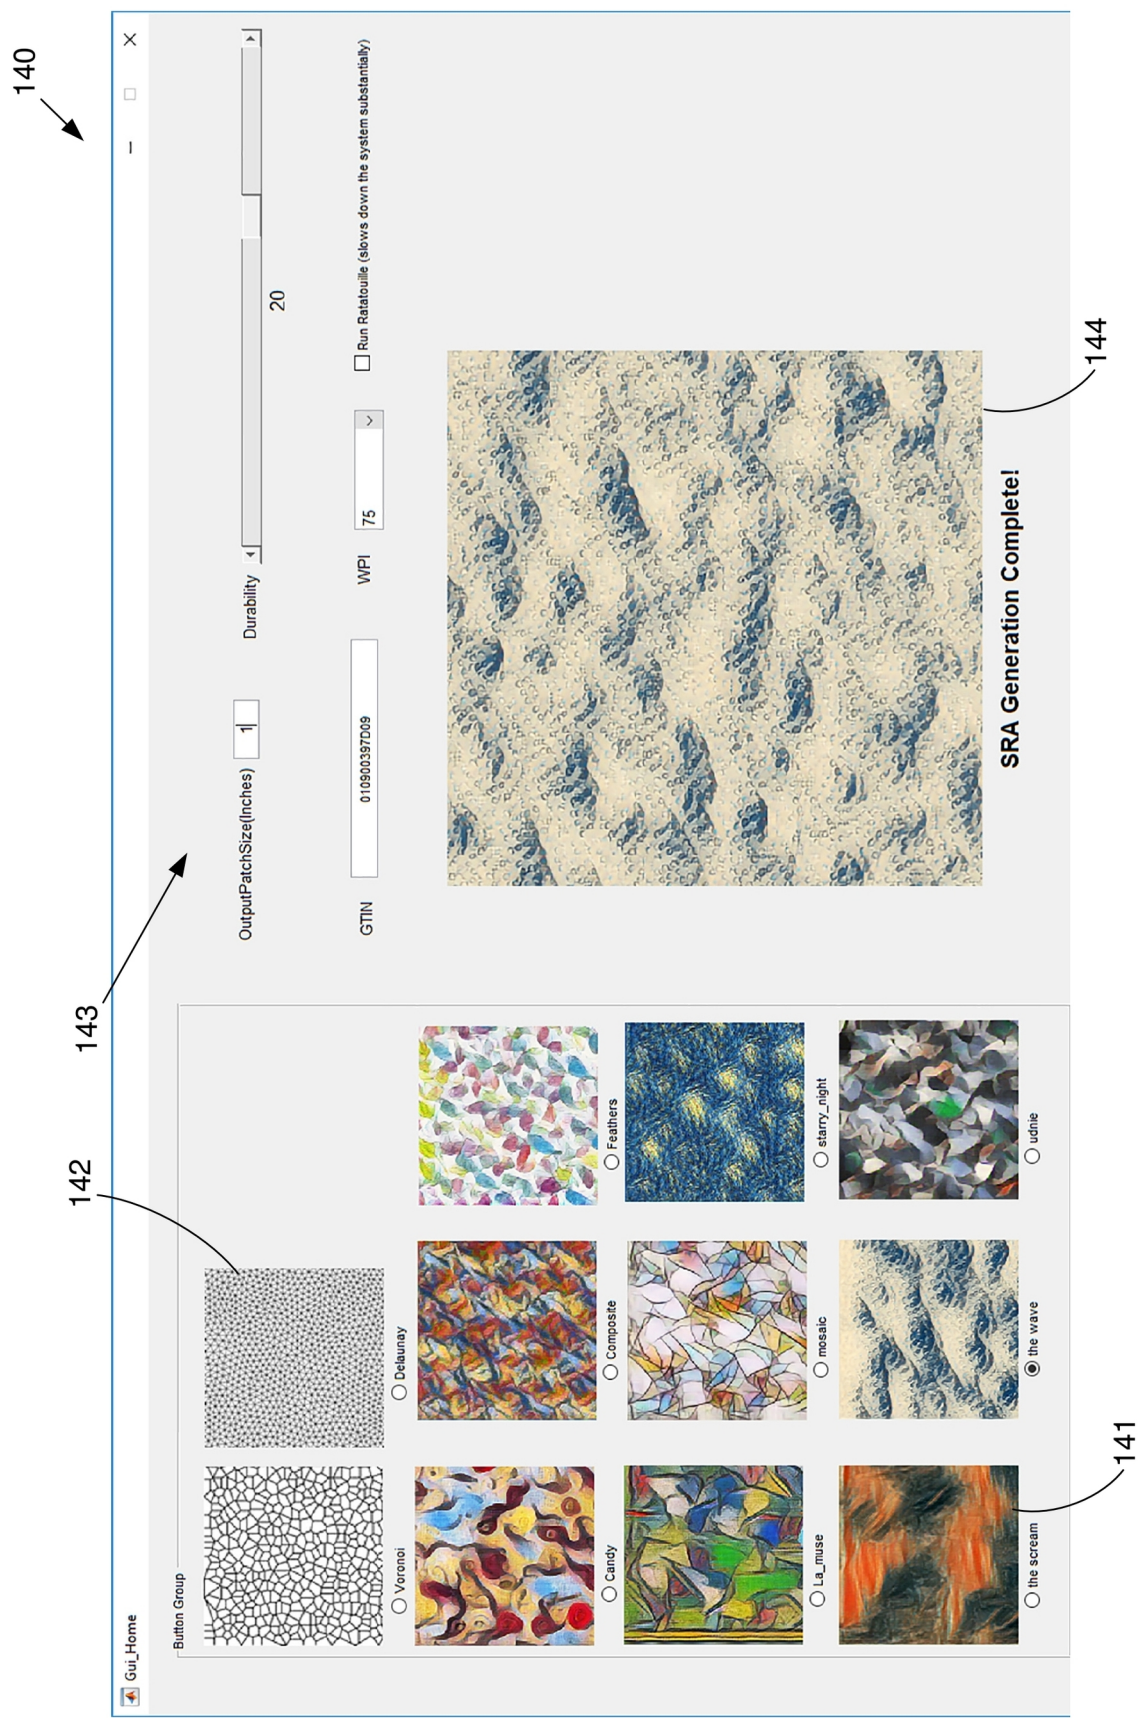 140
Gui_Home
143
142
Button Group
OutputPatchSize(Inches)
1
Durability
20
GTIN
010900397D09
WPI
75
Run Ratatouille (slows down the system substantially)
Voronoi
Delaunay
Candy
Composite
Feathers
La_muse
mosaic
starry_night
the scream
the wave
udnie
SRA Generation Complete!
144
141